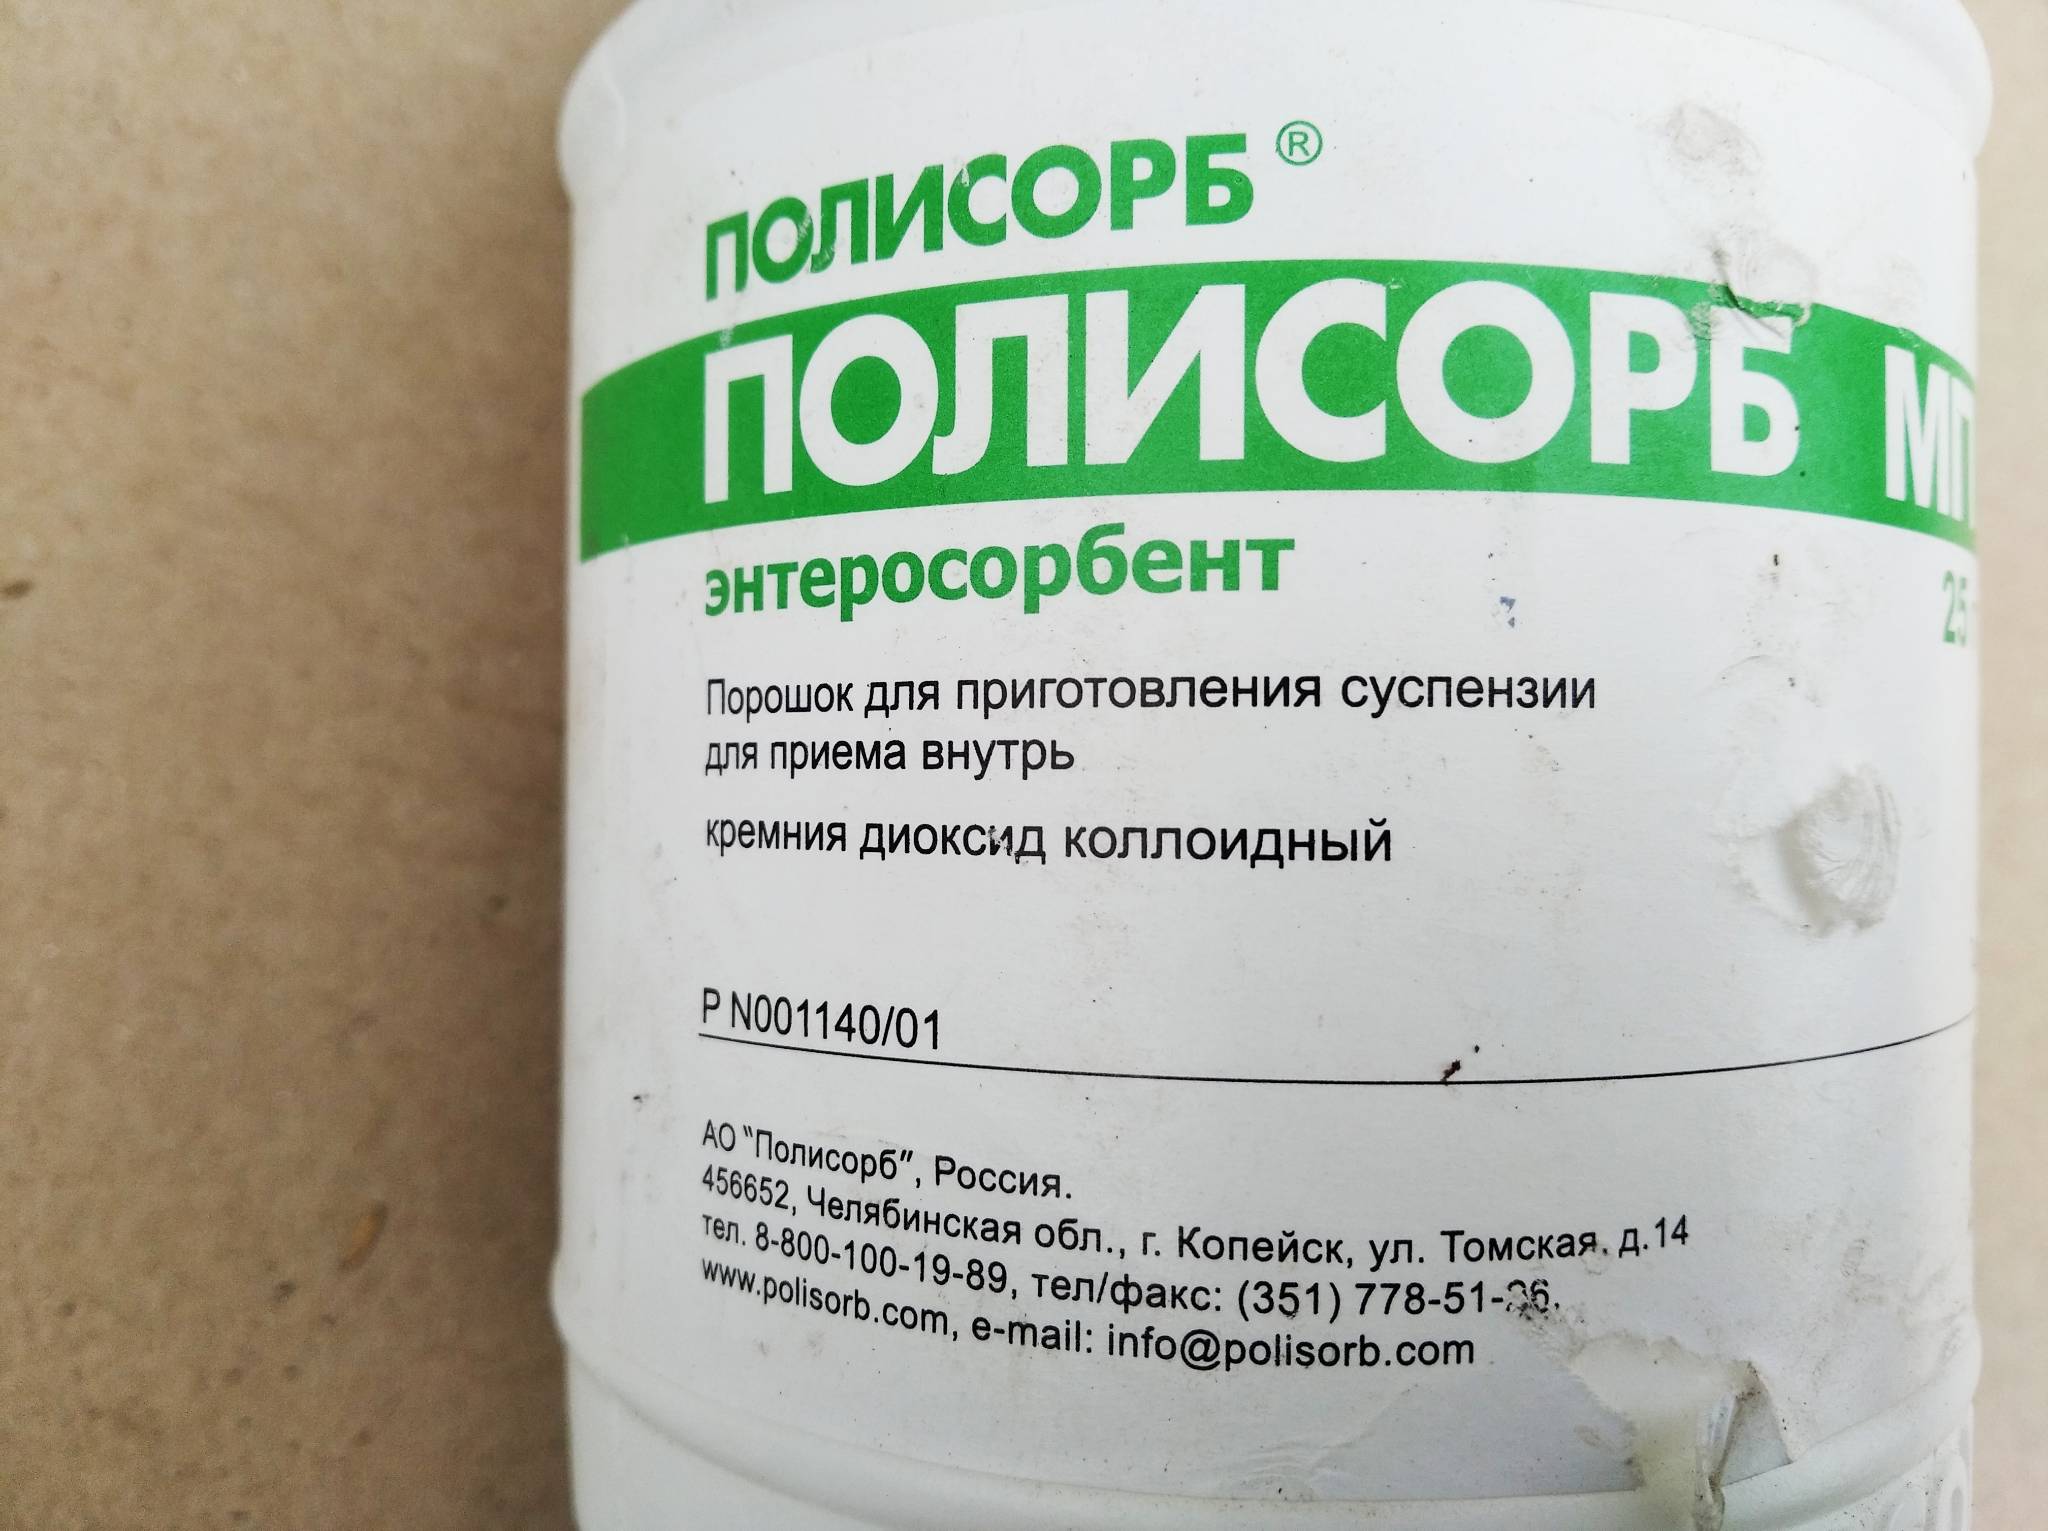 ПОЛИСОРБ ®
ПОЛИСОРБ
энтеросорбент
25
Порошок для приготовления суспензии
для приема внутрь
кремния диоксид коллоидный
P N001140/01
АО "Полисорб", Россия.
456652, Челябинская обл., г. Копейск, ул. Томская, д.14
тел. 8-800-100-19-89, тел/факс: (351) 778-51-
www.polisorb.com, e-mail: info@polisorb.com